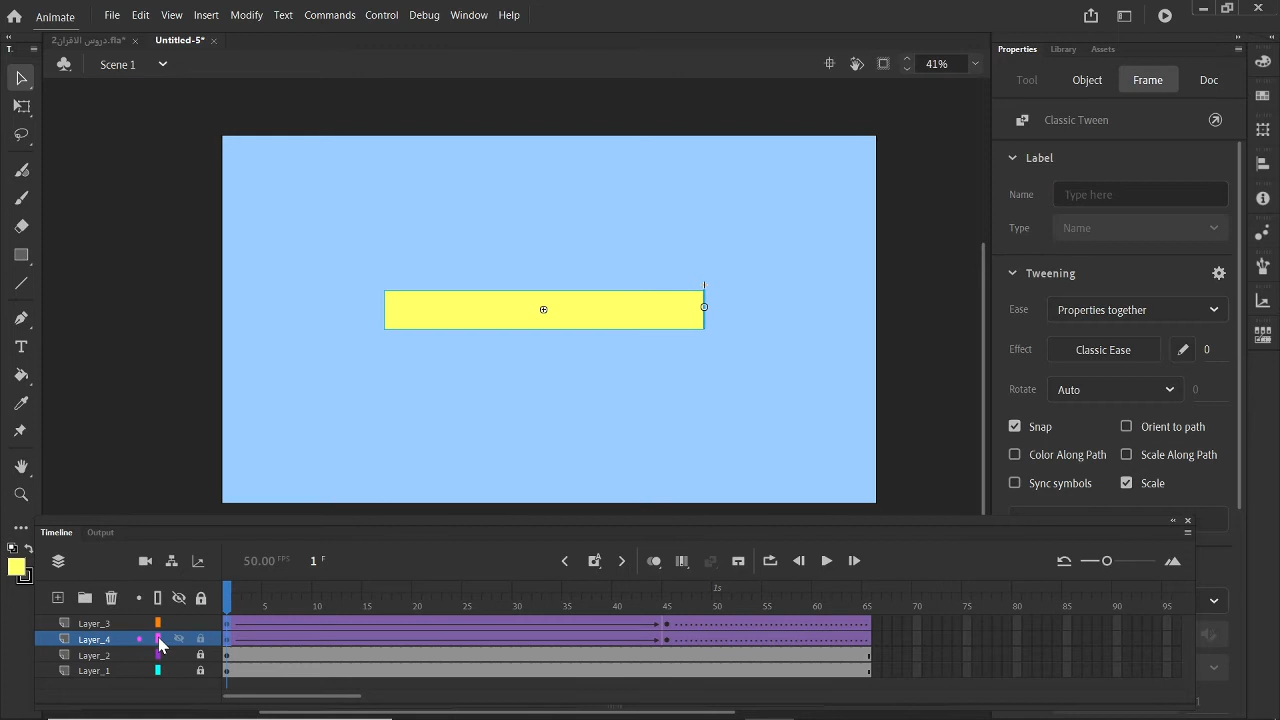 Animate File Edit View Insert Modify Text Commands Control Debug Window Help
دروس الاقران2.fla* Untitled-5*
Scene 1 41%
T.
Properties Library Assets
Tool Object Frame Doc
Classic Tween
Label
Name Type here
Type Name
Tweening
Ease Properties together
Effect Classic Ease 0
Rotate Auto 0
Snap Orient to path
Color Along Path Scale Along Path
Sync symbols Scale
Timeline Output
50.00 FPS 1 F
1s
5 10 15 20 25 30 35 40 45 50 55 60 65 70 75 80 85 90 95
Layer_3
Layer_4
Layer_2
Layer_1